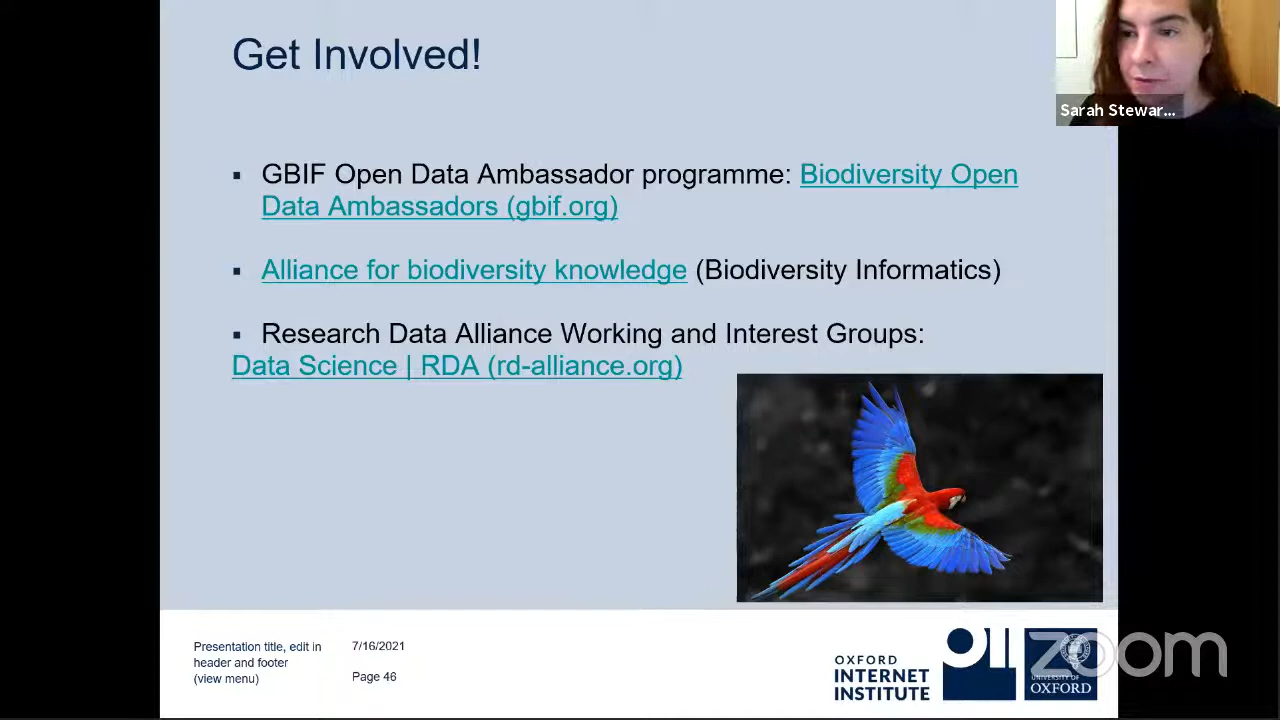 Get Involved!
Sarah Stewar...
▪ GBIF Open Data Ambassador programme: Biodiversity Open
Data Ambassadors (gbif.org)
▪ Alliance for biodiversity knowledge (Biodiversity Informatics)
▪ Research Data Alliance Working and Interest Groups:
Data Science | RDA (rd-alliance.org)
Presentation title, edit in
header and footer
(view menu)
7/16/2021
Page 46
OXFORD
INTERNET
INSTITUTE
oii
UNIVERSITY OF
OXFORD
zoom